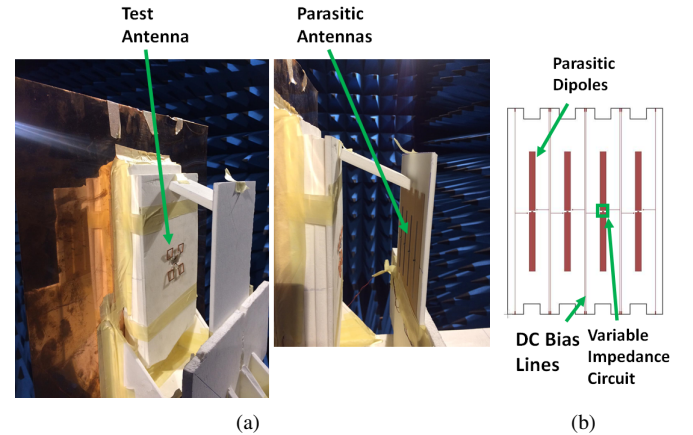 Test
Antenna
Parasitic
Antennas
Parasitic
Dipoles
DC Bias
Lines
Variable
Impedance
Circuit
(a)
(b)